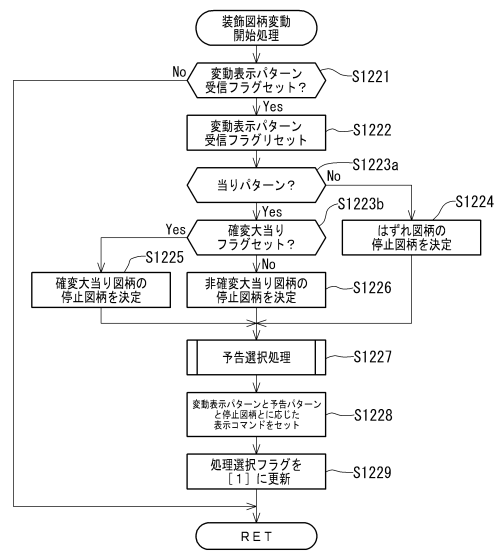 装飾図柄変動
開始処理
No
変動表示パターン
受信フラグセット?
S1221
Yes
変動表示パターン
受信フラグリセット
S1222
当りパターン?
S1223a
No
Yes
確変大当り
フラグセット?
S1223b
はずれ図柄の
停止図柄を決定
S1224
Yes
No
確変大当り図柄の
停止図柄を決定
S1225
非確変大当り図柄の
停止図柄を決定
S1226
予告選択処理
S1227
変動表示パターンと予告パターン
と停止図柄とに応じた
表示コマンドをセット
S1228
処理選択フラグを
[1]に更新
S1229
RET